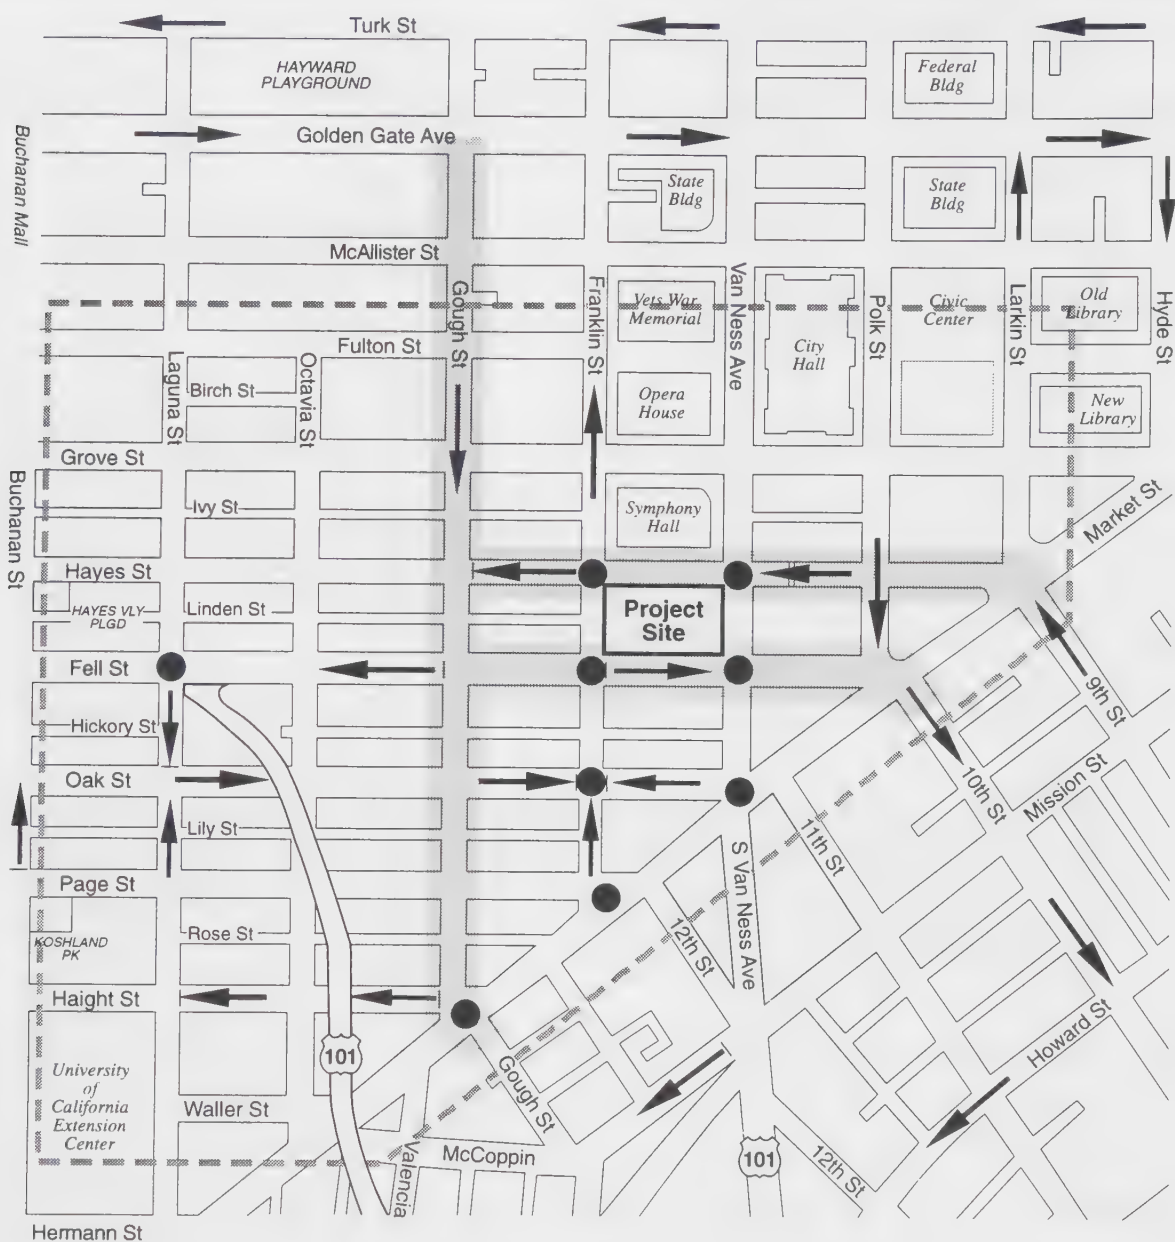 Turk St
HAYWARD
PLAYGROUND
Federal
Bldg
Golden Gate Ave
Buchanan Mall
State
Bldg
State
Bldg
McAllister St
Gough St
Franklin St
Vets War
Memorial
Van Ness Ave
City
Hall
Polk St
Civic
Center
Larkin St
Old
Library
Hyde St
Fulton St
Laguna St
Birch St
Octavia St
Opera
House
New
Library
Grove St
Buchanan St
Ivy St
Symphony
Hall
Market St
Hayes St
HAYES VLY
PLGD
Linden St
Project
Site
Fell St
9th St
Hickory St
10th St
Oak St
Mission St
Lily St
11th St
S Van Ness Ave
Page St
12th St
Rose St
KOSHLAND
PK
Haight St
Howard St
101
Gough St
University
of
California
Extension
Center
Waller St
Valencia
McCoppin
101
12th St
Hermann St